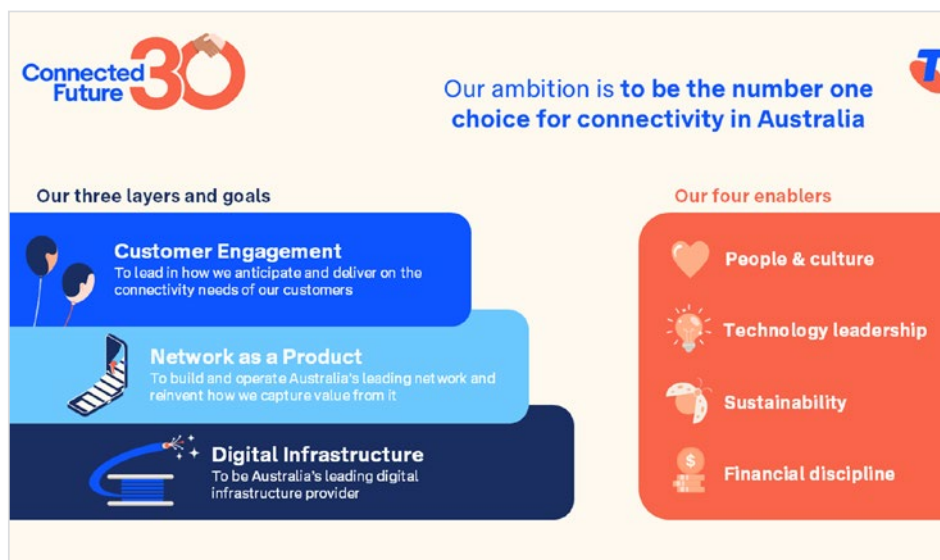 Connected
Future 30
Our ambition is to be the number one
choice for connectivity in Australia
Our three layers and goals
Customer Engagement
To lead in how we anticipate and deliver on the
connectivity needs of our customers
Network as a Product
To build and operate Australia's leading network and
reinvent how we capture value from it
Digital Infrastructure
To be Australia's leading digital
infrastructure provider
Our four enablers
People & culture
Technology leadership
Sustainability
$
Financial discipline